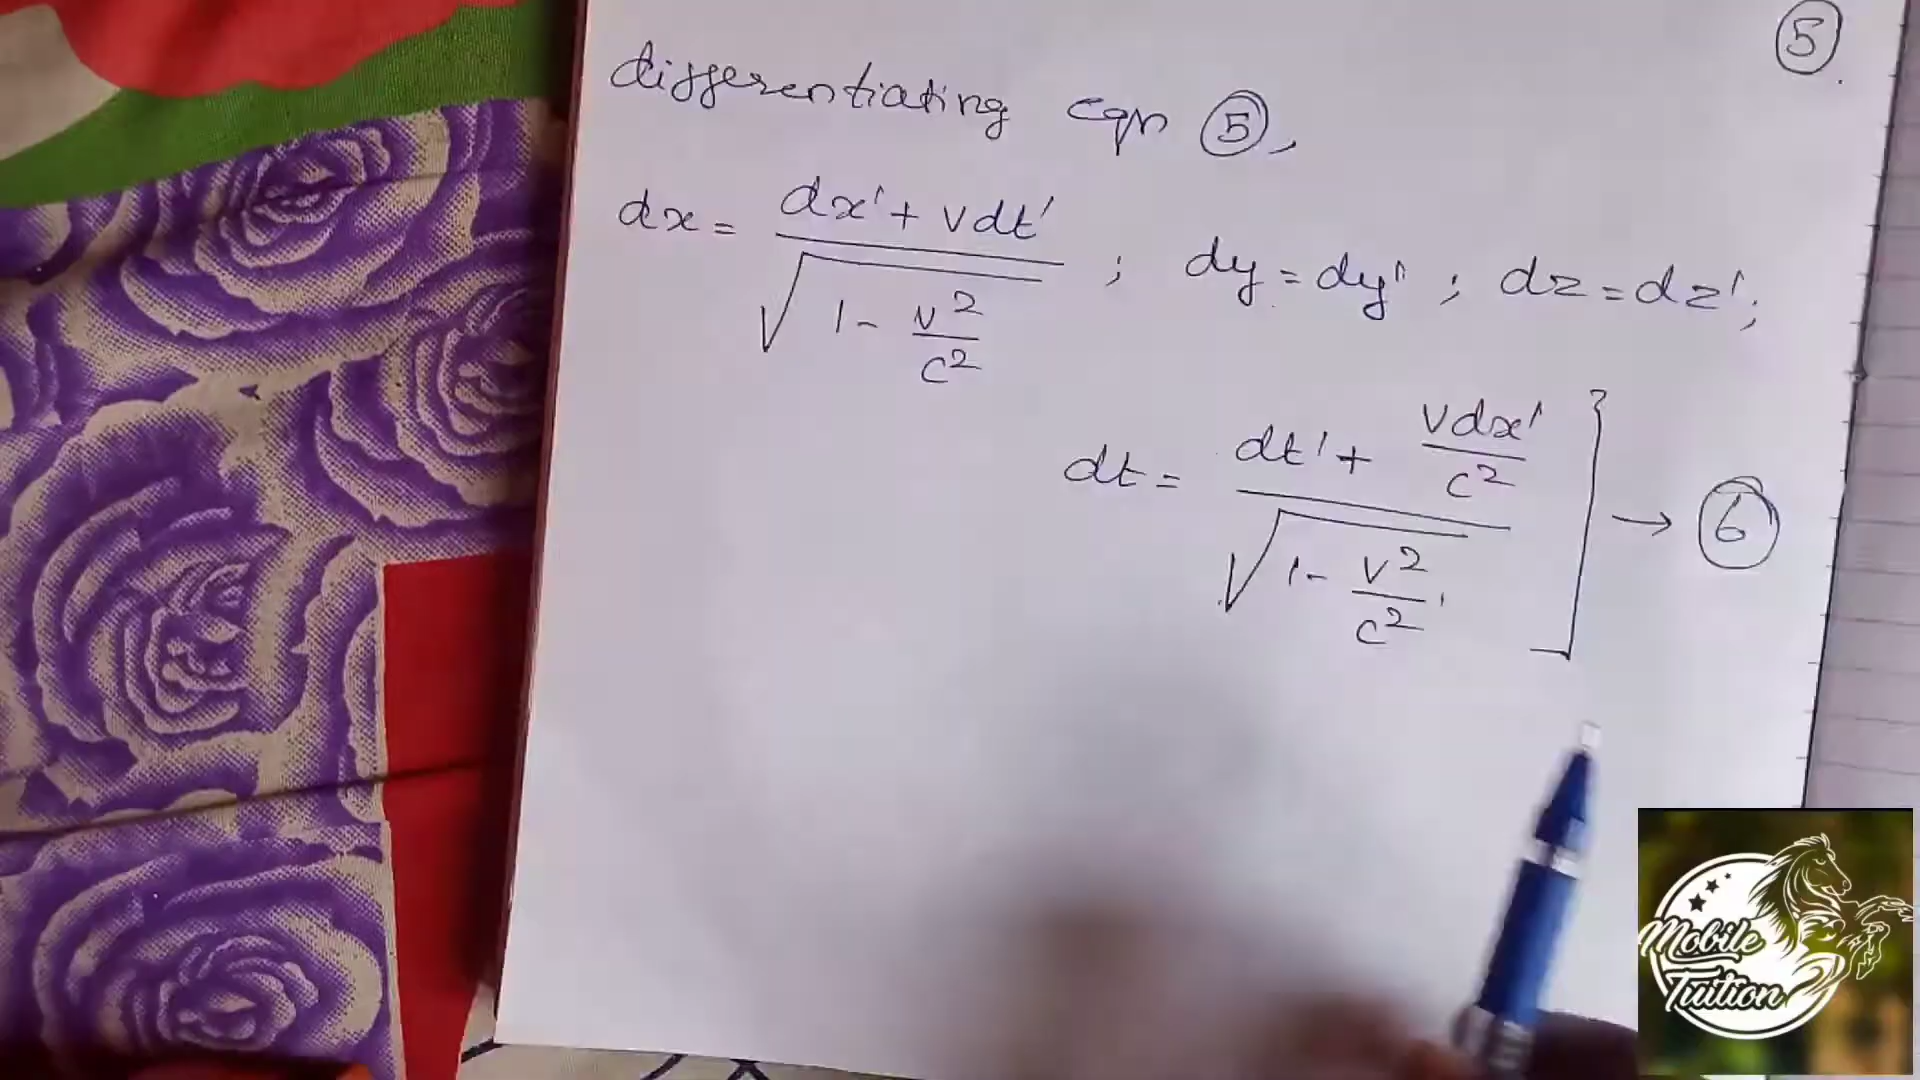 5
differentiating eqn 5,
dx = (dx' + vdt') / √(1 - v²/c²) ; dy = dy' ; dz = dz' ;
dt = (dt' + vdx'/c²) / √(1 - v²/c²) ] → 6
Mobile
Tuition